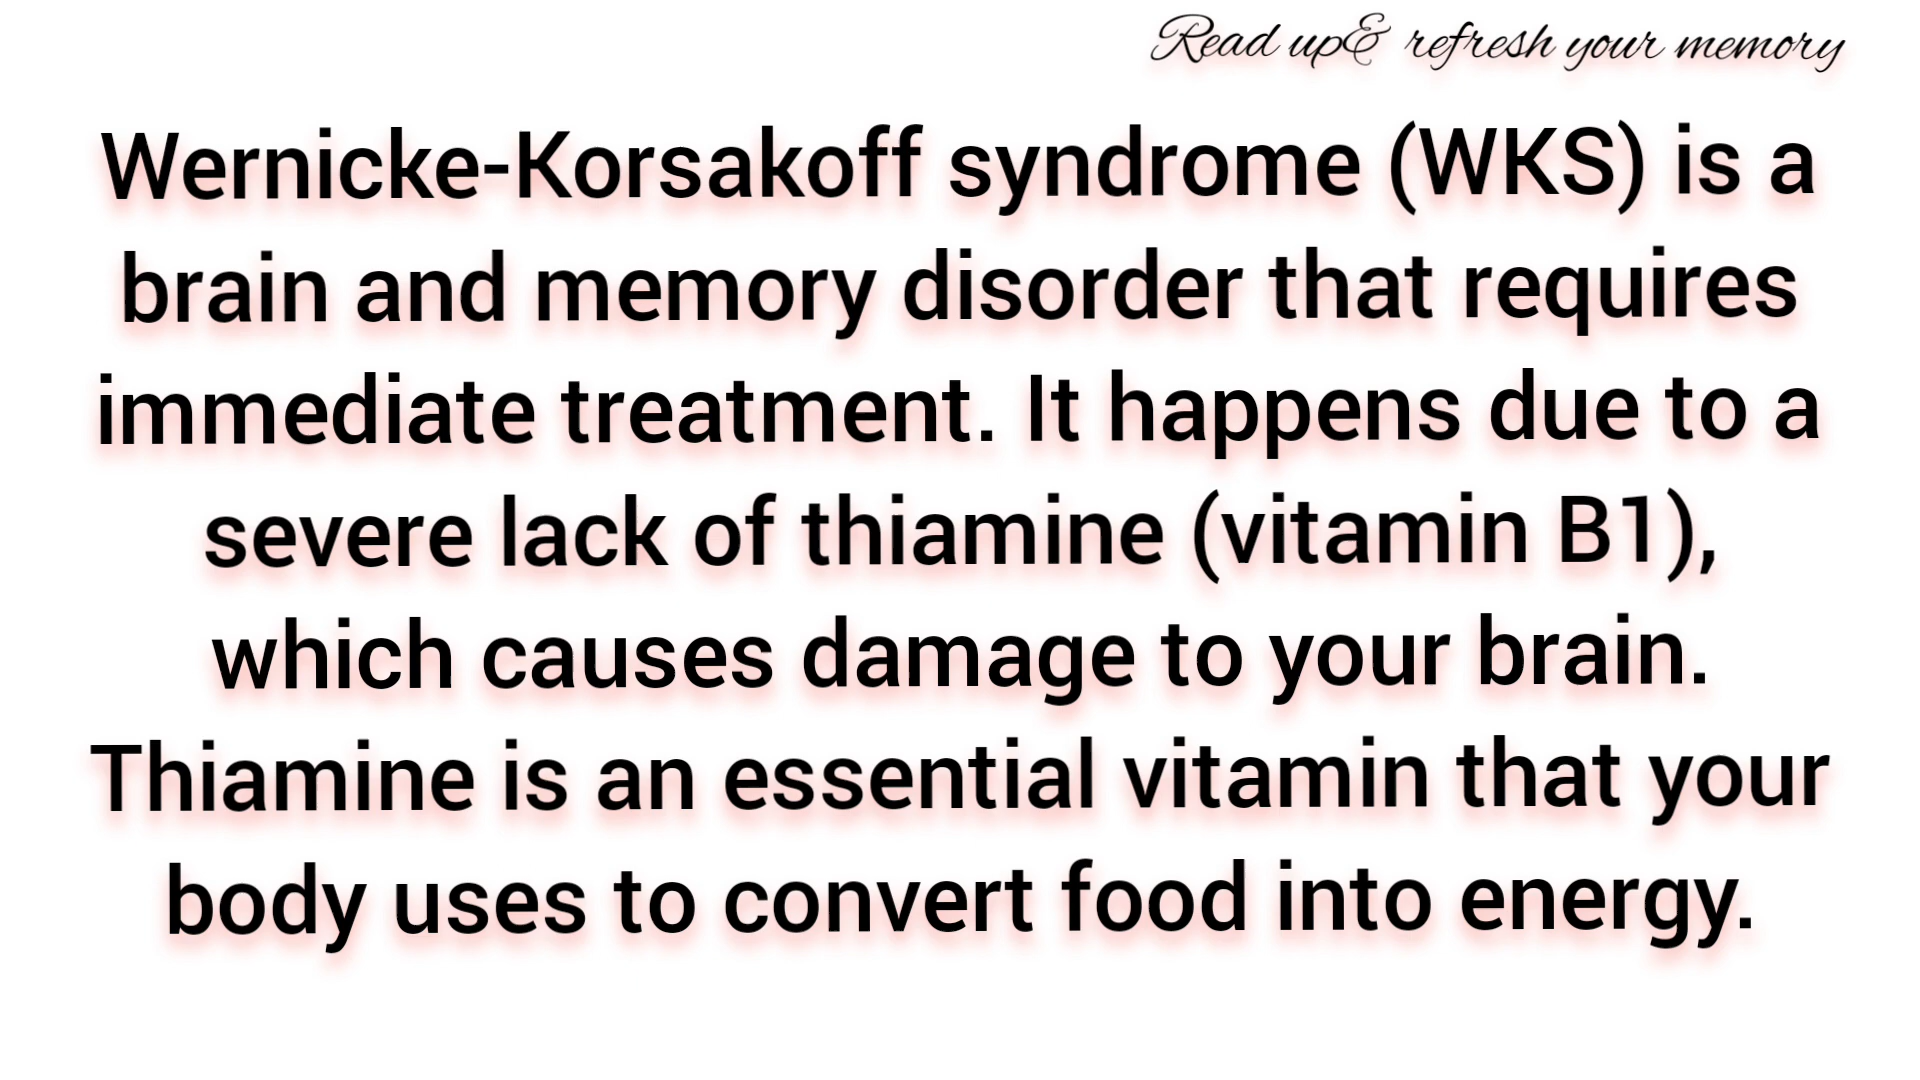 Read up& refresh your memory
Wernicke-Korsakoff syndrome (WKS) is a
brain and memory disorder that requires
immediate treatment. It happens due to a
severe lack of thiamine (vitamin B1),
which causes damage to your brain.
Thiamine is an essential vitamin that your
body uses to convert food into energy.